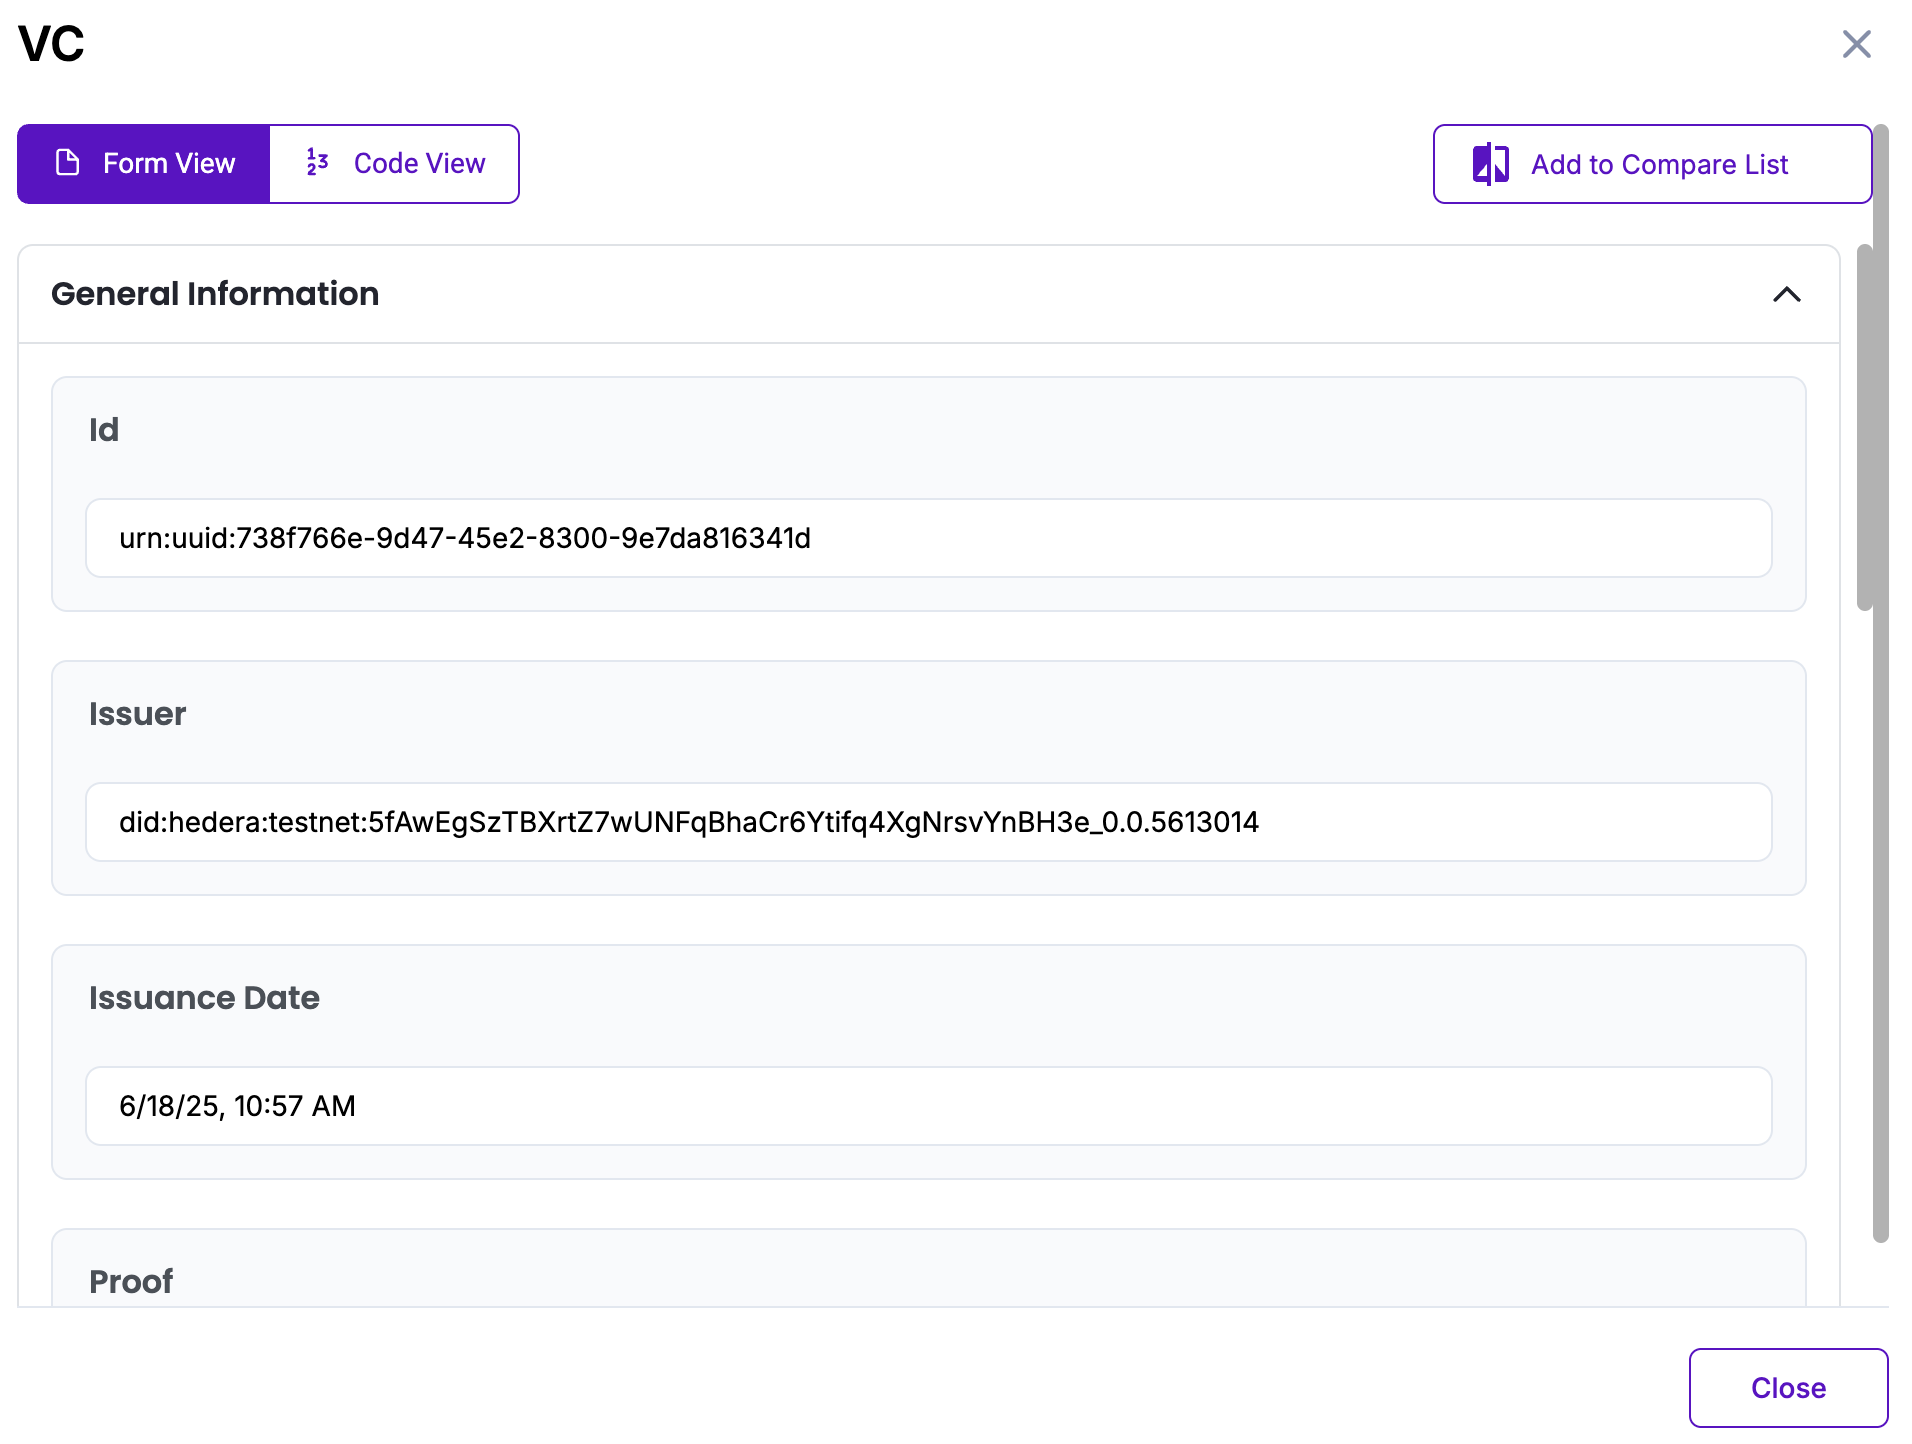 VC
Form View
Code View
Add to Compare List
General Information
Id
urn:uuid:738f766e-9d47-45e2-8300-9e7da816341d
Issuer
did:hedera:testnet:5fAwEgSzTBXrtZ7wUNFqBhaCr6Ytifq4XgNrsvYnBH3e_0.0.5613014
Issuance Date
6/18/25, 10:57 AM
Proof
Close